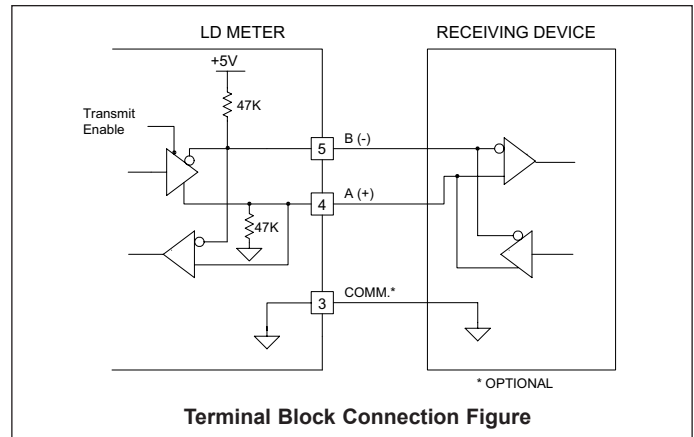 LD METER
RECEIVING DEVICE
+5V
47K
Transmit
Enable
5
B (-)
4
A (+)
47K
3
COMM.*
* OPTIONAL
Terminal Block Connection Figure